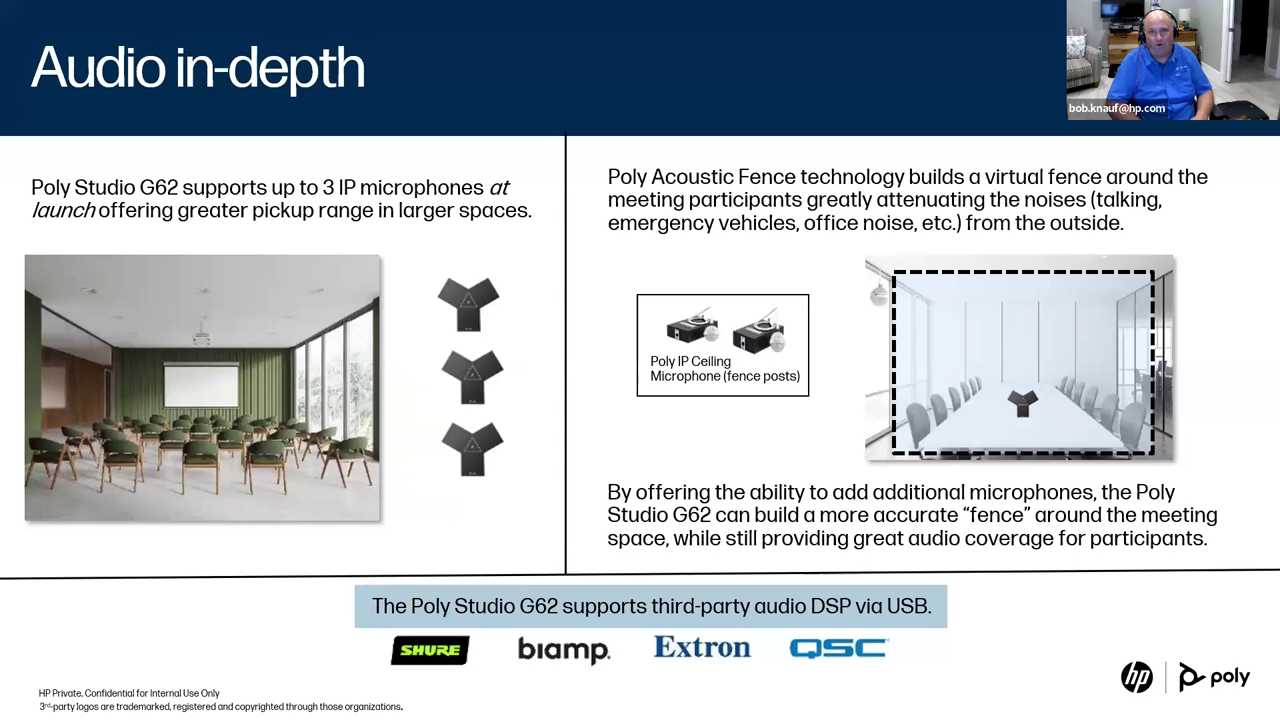 Audio in-depth
bob.knauf@hp.com
Poly Studio G62 supports up to 3 IP microphones at
launch offering greater pickup range in larger spaces.
Poly Acoustic Fence technology builds a virtual fence around the
meeting participants greatly attenuating the noises (talking,
emergency vehicles, office noise, etc.) from the outside.
Poly IP Ceiling
Microphone (fence posts)
By offering the ability to add additional microphones, the Poly
Studio G62 can build a more accurate “fence” around the meeting
space, while still providing great audio coverage for participants.
The Poly Studio G62 supports third-party audio DSP via USB.
SHURE biamp. Extron QSC
HP Private, Confidential for Internal Use Only
3rd-party logos are trademarked, registered and copyrighted through those organizations.
hp poly